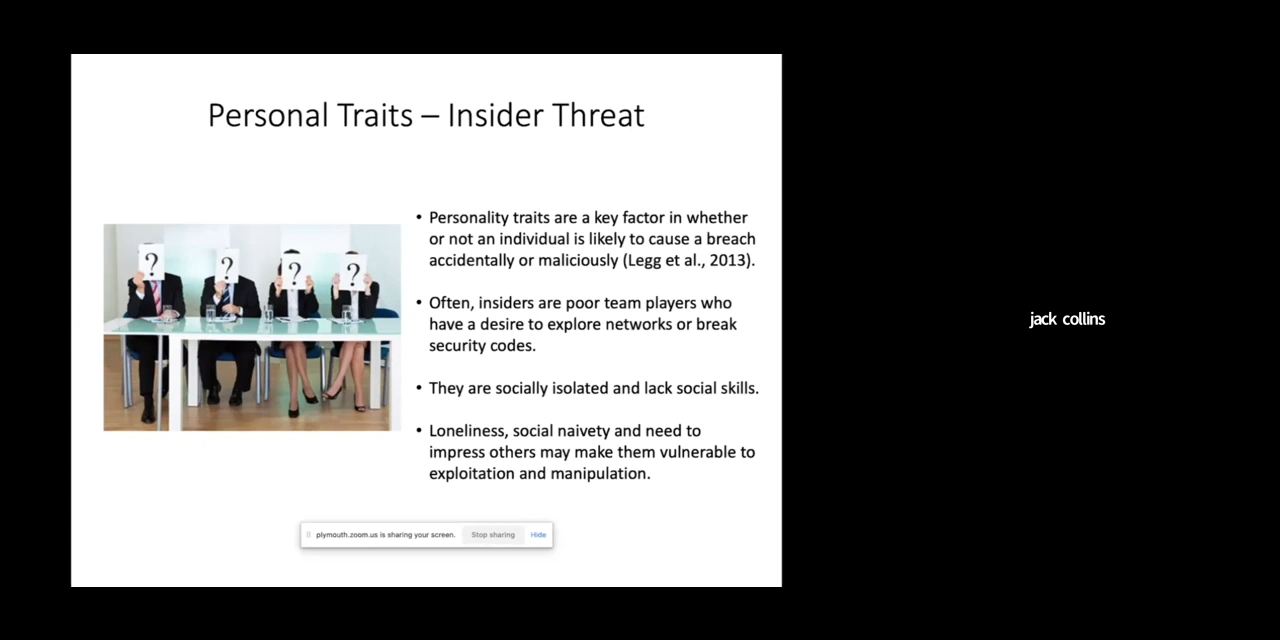 Personal Traits – Insider Threat
• Personality traits are a key factor in whether
or not an individual is likely to cause a breach
accidentally or maliciously (Legg et al., 2013).
• Often, insiders are poor team players who
have a desire to explore networks or break
security codes.
• They are socially isolated and lack social skills.
• Loneliness, social naivety and need to
impress others may make them vulnerable to
exploitation and manipulation.
? ? ? ?
plymouth.zoom.us is sharing your screen. Stop sharing Hide
jack collins